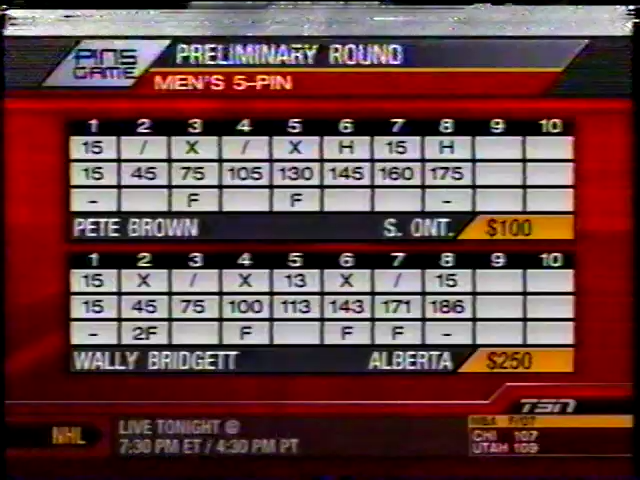 PINS GAME
PRELIMINARY ROUND
MEN'S 5-PIN
1 2 3 4 5 6 7 8 9 10
15 / X / X H 15 H
15 45 75 105 130 145 160 175
- F F -
PETE BROWN S. ONT. $100
1 2 3 4 5 6 7 8 9 10
15 X / X 13 X / 15
15 45 75 100 113 143 171 186
- 2F F F F -
WALLY BRIDGETT ALBERTA $250
TSN
NHL
LIVE TONIGHT @
7:30 PM ET / 4:30 PM PT
NBA
CHI 107
UTAH 109